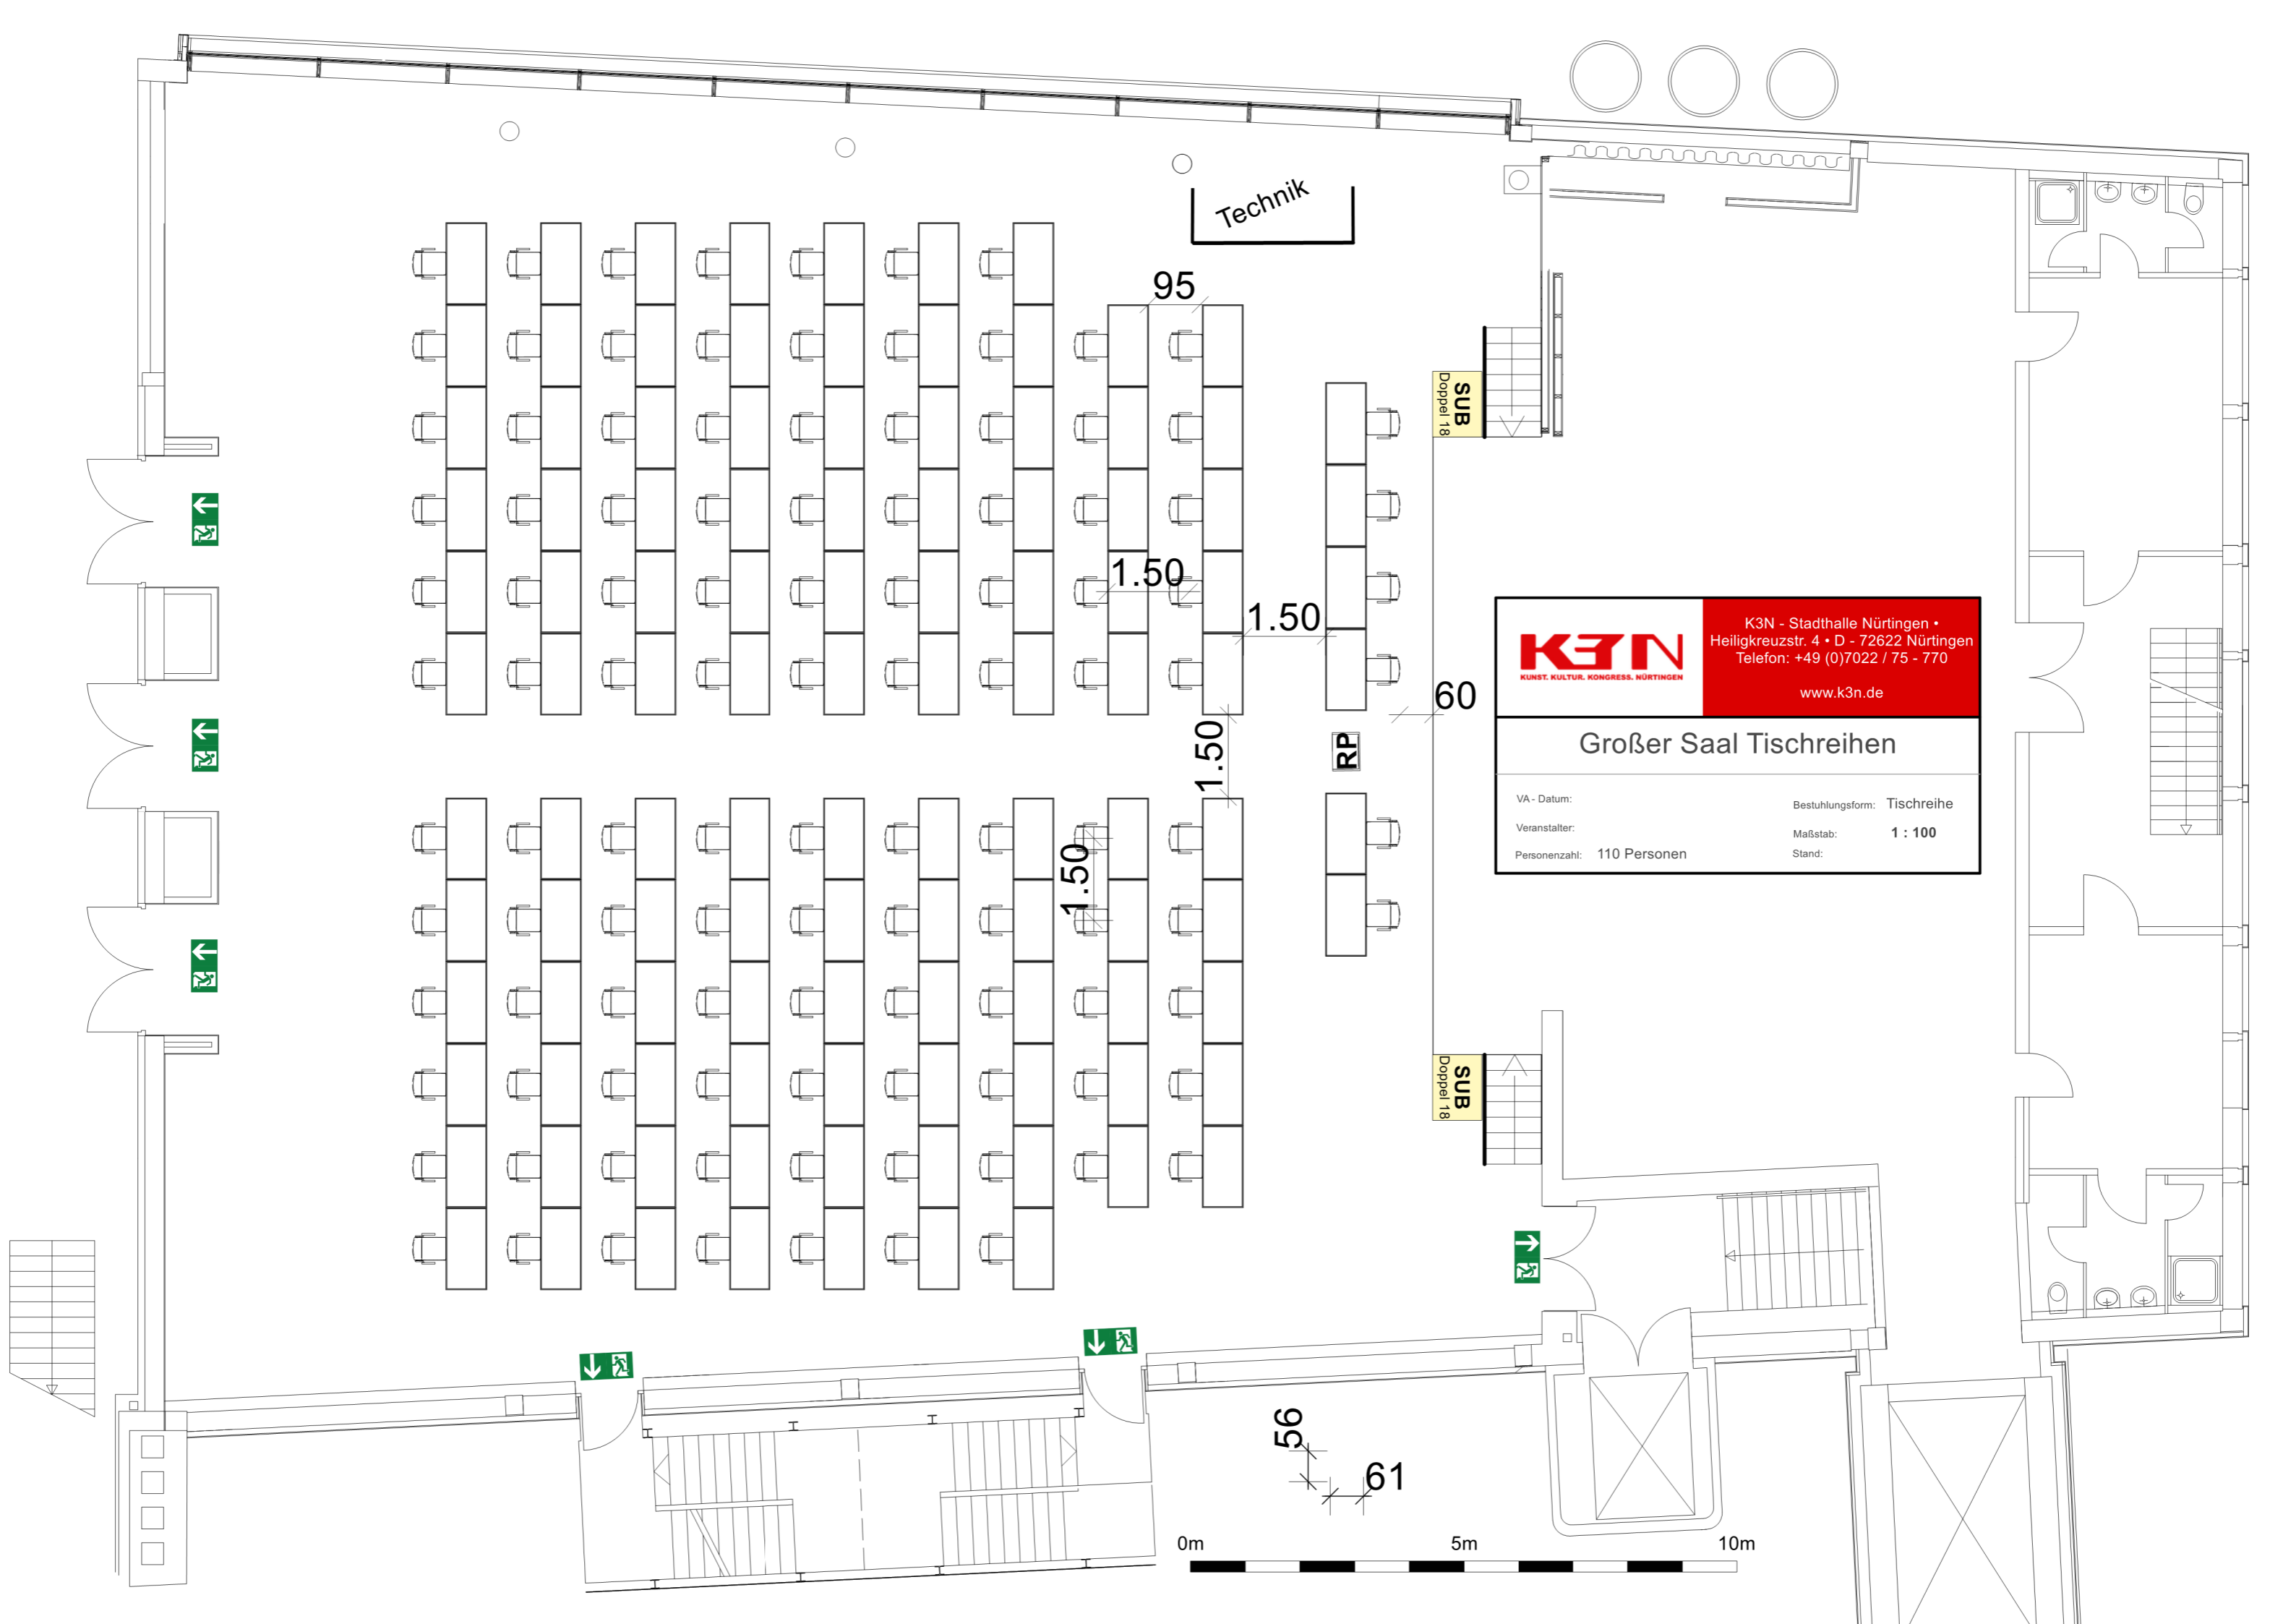 Technik
95
SUB
Doppel 18
1.50
1.50
60
RP
1.50
1.50
K3N
KUNST. KULTUR. KONGRESS. NÜRTINGEN
K3N - Stadthalle Nürtingen •
Heiligkreuzstr. 4 • D - 72622 Nürtingen
Telefon: +49 (0)7022 / 75 - 770
www.k3n.de
Großer Saal Tischreihen
VA - Datum:
Bestuhlungsform: Tischreihe
Veranstalter:
Maßstab: 1 : 100
Personenzahl: 110 Personen
Stand:
SUB
Doppel 18
56
61
0m 5m 10m